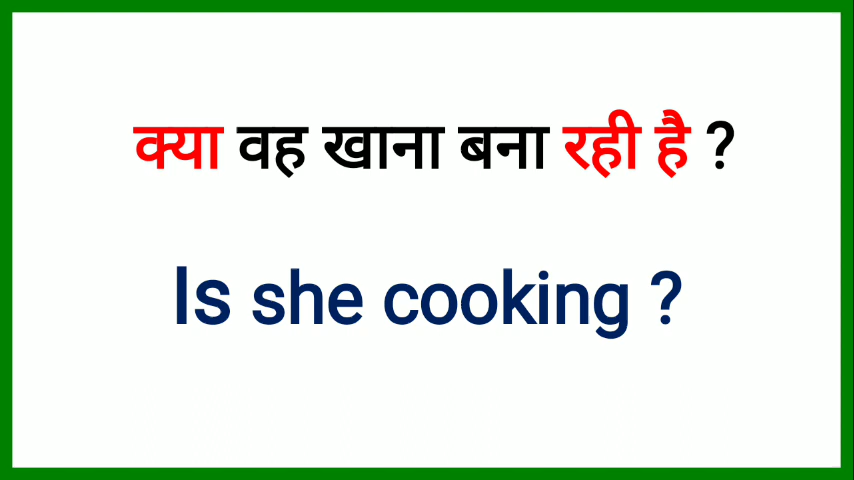 क्या वह खाना बना रही है ?
Is she cooking ?